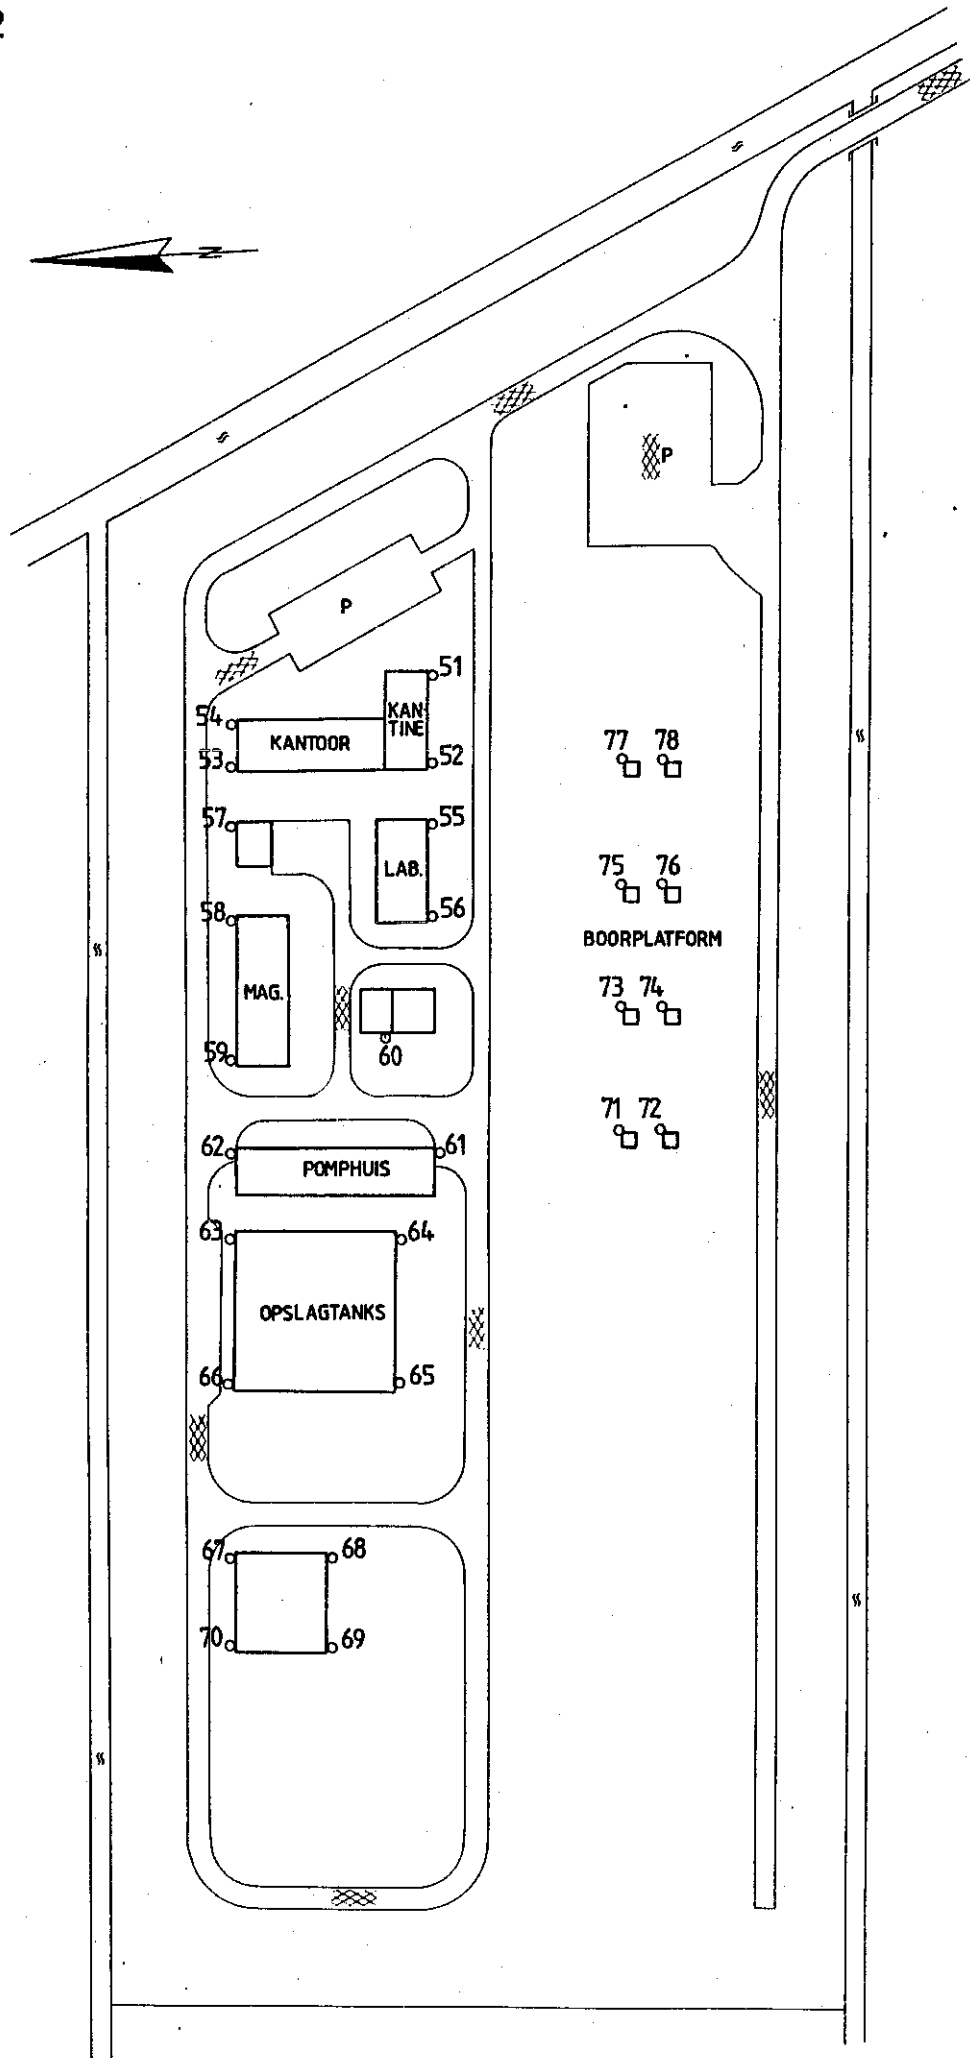 2
N
P
P
51
54
KAN-
TINE
KANTOOR
53
52
77 78
57
55
LAB.
75 76
58
56
BOORPLATFORM
MAG.
73 74
59
60
71 72
62
61
POMPHUIS
63
64
OPSLAGTANKS
66
65
67
68
70
69